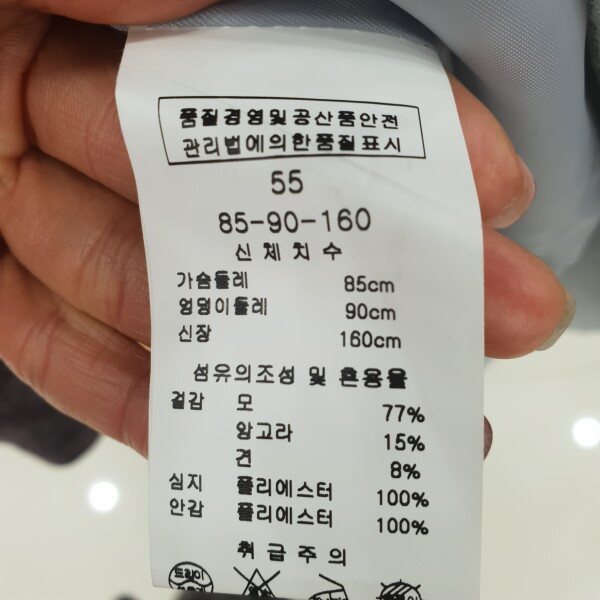 품질경영및공산품안전
관리법에의한품질표시
55
85-90-160
신체치수
가슴둘레 85cm
엉덩이둘레 90cm
신장 160cm
섬유의조성 및 혼용율
겉감 모 77%
앙고라 15%
견 8%
심지 폴리에스터 100%
안감 폴리에스터 100%
취급주의
드라이